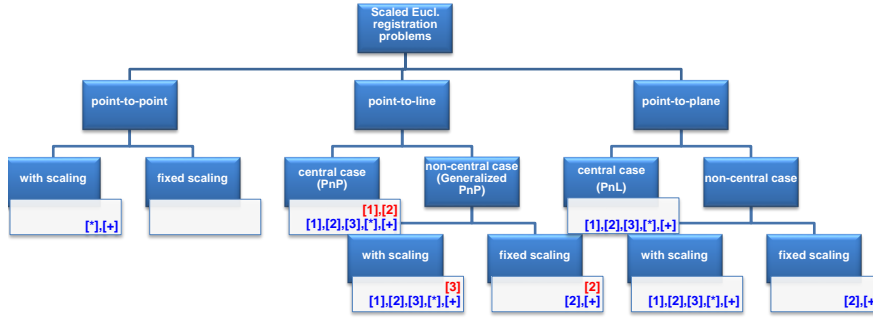 Scaled Eucl.
registration
problems
point-to-point
point-to-line
point-to-plane
with scaling
[*],[+]
fixed scaling
central case
(PnP)
[1],[2]
[1],[2],[3],[*],[+]
non-central case
(Generalized
PnP)
central case
(PnL)
[1],[2],[3],[*],[+]
non-central case
with scaling
[3]
[1],[2],[3],[*],[+]
fixed scaling
[2]
[2],[+]
with scaling
[1],[2],[3],[*],[+]
fixed scaling
[2],[+